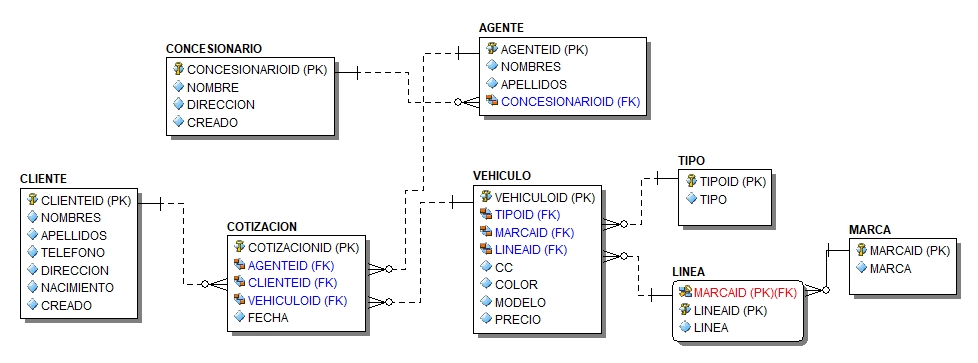 CONCESIONARIO
CONCESIONARIOID (PK)
NOMBRE
DIRECCION
CREADO
AGENTE
AGENTEID (PK)
NOMBRES
APELLIDOS
CONCESIONARIOID (FK)
CLIENTE
CLIENTEID (PK)
NOMBRES
APELLIDOS
TELEFONO
DIRECCION
NACIMIENTO
CREADO
COTIZACION
COTIZACIONID (PK)
AGENTEID (FK)
CLIENTEID (FK)
VEHICULOID (FK)
FECHA
VEHICULO
VEHICULOID (PK)
TIPOID (FK)
MARCAID (FK)
LINEAID (FK)
CC
COLOR
MODELO
PRECIO
TIPO
TIPOID (PK)
TIPO
LINEA
MARCAID (PK)(FK)
LINEAID (PK)
LINEA
MARCA
MARCAID (PK)
MARCA